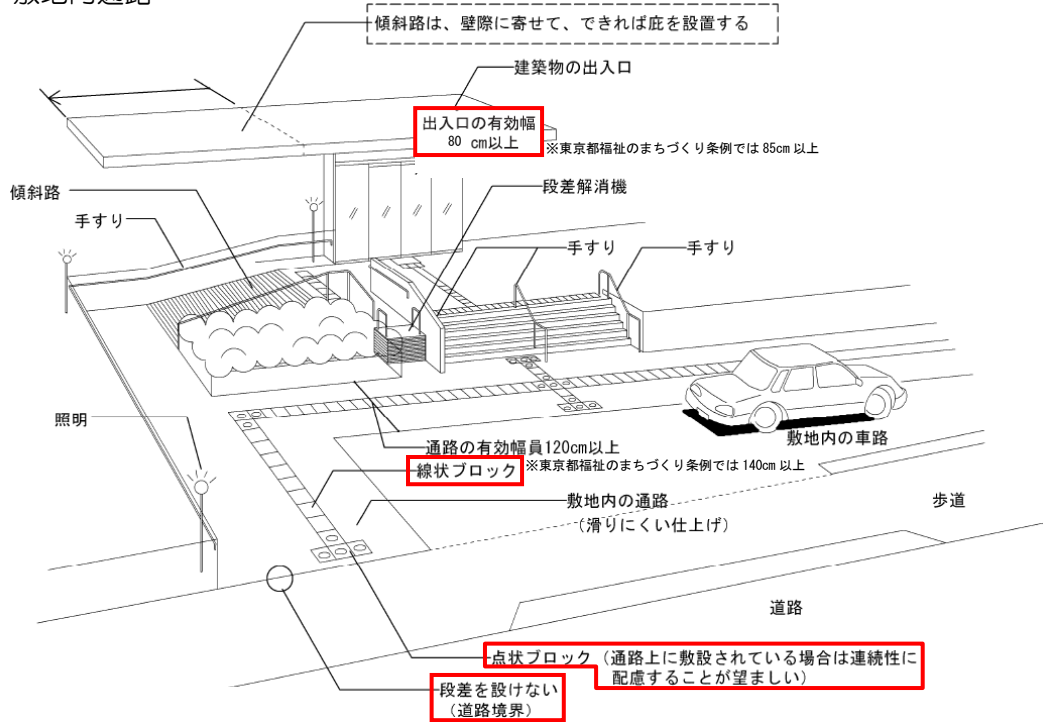 敷地内通路
傾斜路は、壁際に寄せて、できれば庇を設置する
建築物の出入口
出入口の有効幅
80 cm以上
※東京都福祉のまちづくり条例では 85cm 以上
傾斜路
段差解消機
手すり
手すり
手すり
照明
通路の有効幅員120cm以上
敷地内の車路
線状ブロック
※東京都福祉のまちづくり条例では 140cm 以上
敷地内の通路
(滑りにくい仕上げ)
歩道
道路
点状ブロック(通路上に敷設されている場合は連続性に
配慮することが望ましい)
段差を設けない
(道路境界)